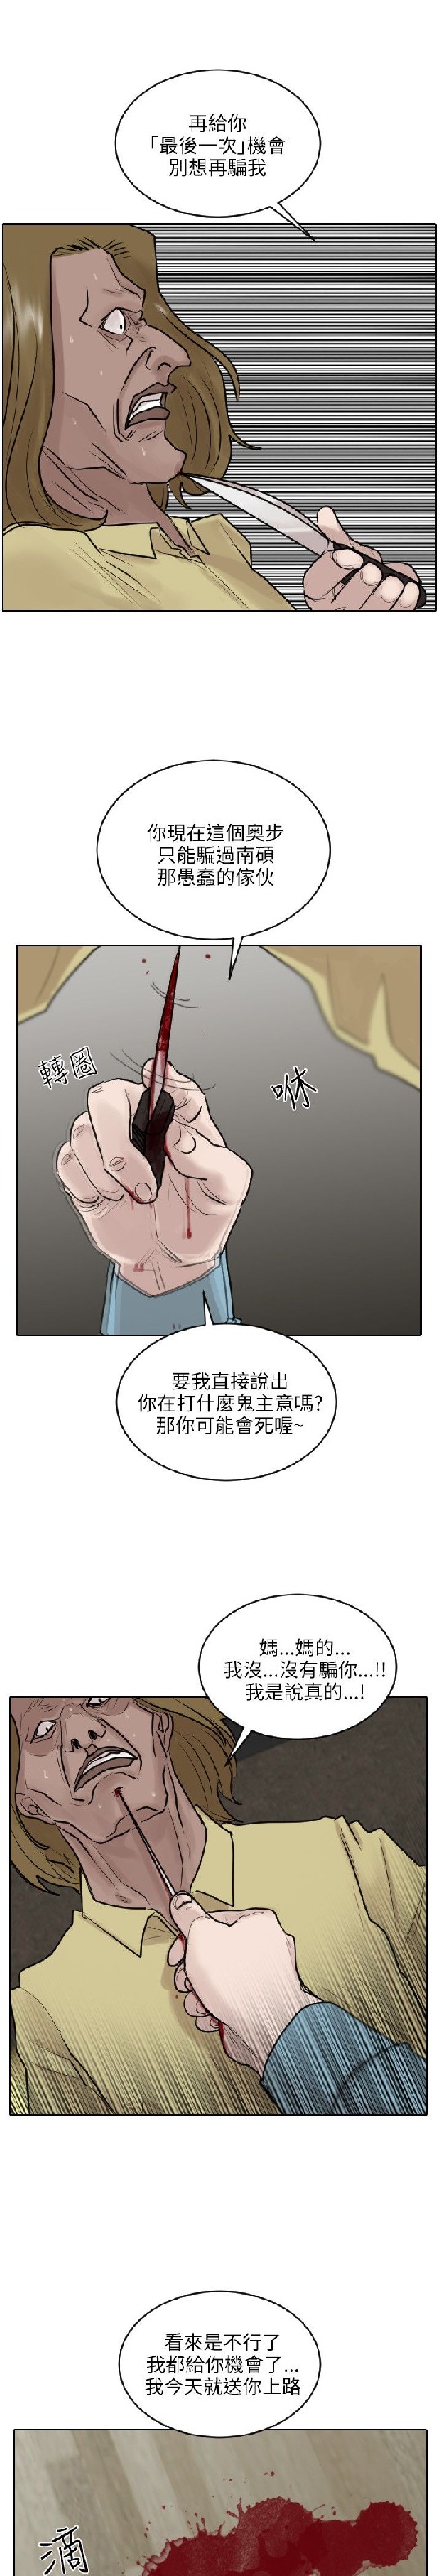 再給你
「最後一次」機會
別想再騙我
你現在這個奧步
只能騙過南碩
那愚蠢的傢伙
轉圈
咻
要我直接說出
你在打什麼鬼主意嗎?
那你可能會死喔~
媽...媽的...
我沒...沒有騙你...!!
我是說真的...!
看來是不行了
我都給你機會了...
我今天就送你上路
滴